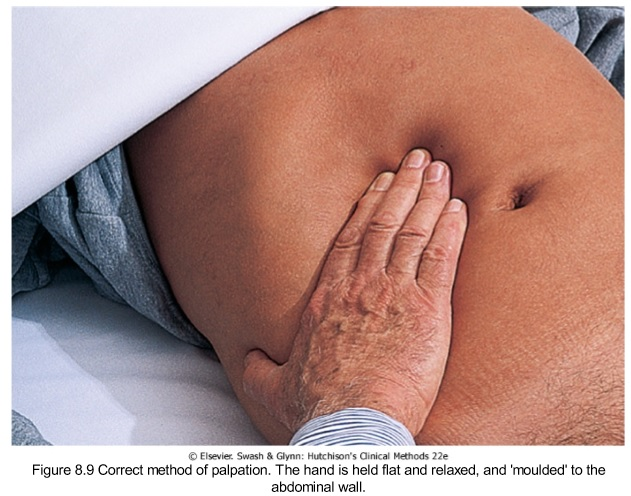 © Elsevier. Swash & Glynn: Hutchison's Clinical Methods 22e
Figure 8.9 Correct method of palpation. The hand is held flat and relaxed, and 'moulded' to the
abdominal wall.